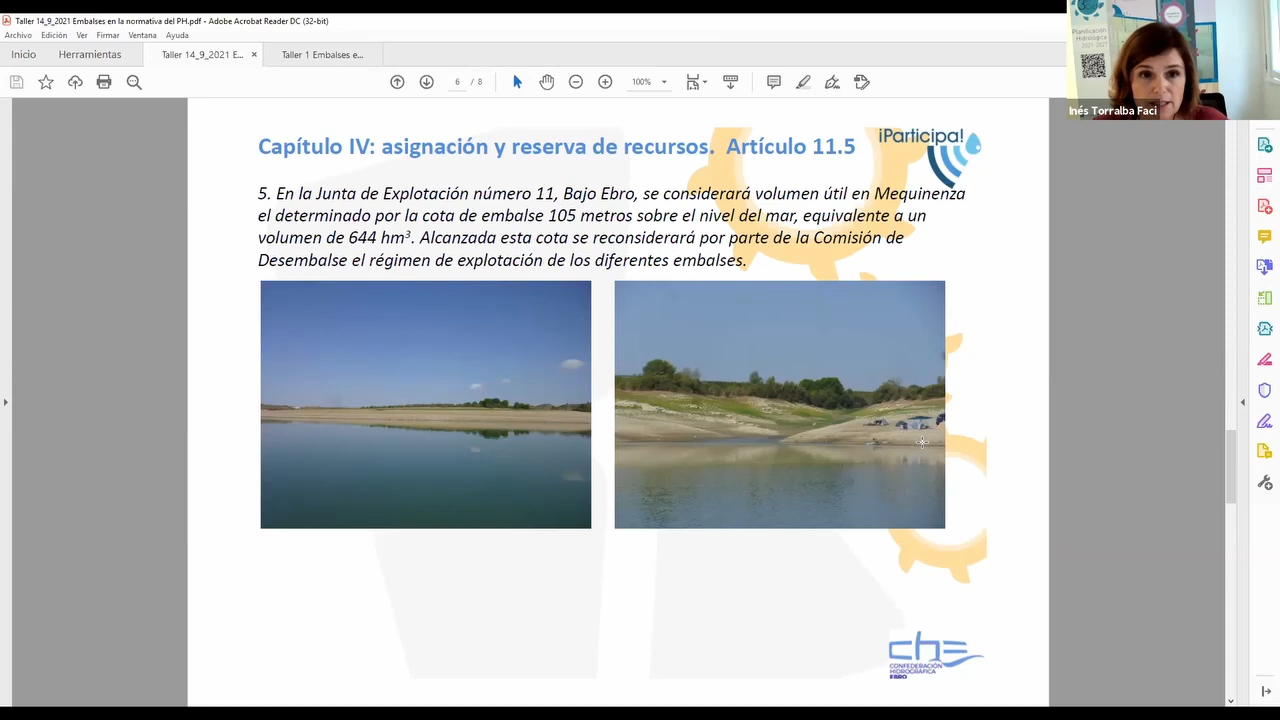 Taller 14_9_2021 Embalses en la normativa del PH.pdf - Adobe Acrobat Reader DC (32-bit)
Archivo Edición Ver Firmar Ventana Ayuda
Inicio Herramientas Taller 14_9_2021 E... × Taller 1 Embalses e...
6 / 8 100%
Planificación
Hidrológica
2021-2027
Inés Torralba Faci
Capítulo IV: asignación y reserva de recursos. Artículo 11.5
¡Participa!
5. En la Junta de Explotación número 11, Bajo Ebro, se considerará volumen útil en Mequinenza
el determinado por la cota de embalse 105 metros sobre el nivel del mar, equivalente a un
volumen de 644 hm³. Alcanzada esta cota se reconsiderará por parte de la Comisión de
Desembalse el régimen de explotación de los diferentes embalses.
che
CONFEDERACIÓN
HIDROGRÁFICA
EBRO